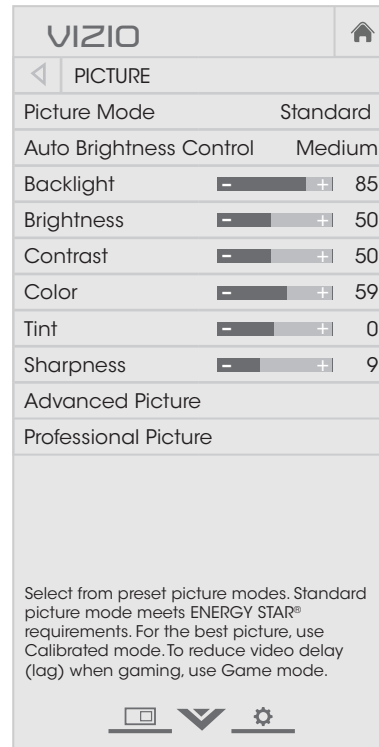 VIZIO
PICTURE
Picture Mode Standard
Auto Brightness Control Medium
Backlight - + 85
Brightness - + 50
Contrast - + 50
Color - + 59
Tint - + 0
Sharpness - + 9
Advanced Picture
Professional Picture
Select from preset picture modes. Standard
picture mode meets ENERGY STAR®
requirements. For the best picture, use
Calibrated mode. To reduce video delay
(lag) when gaming, use Game mode.